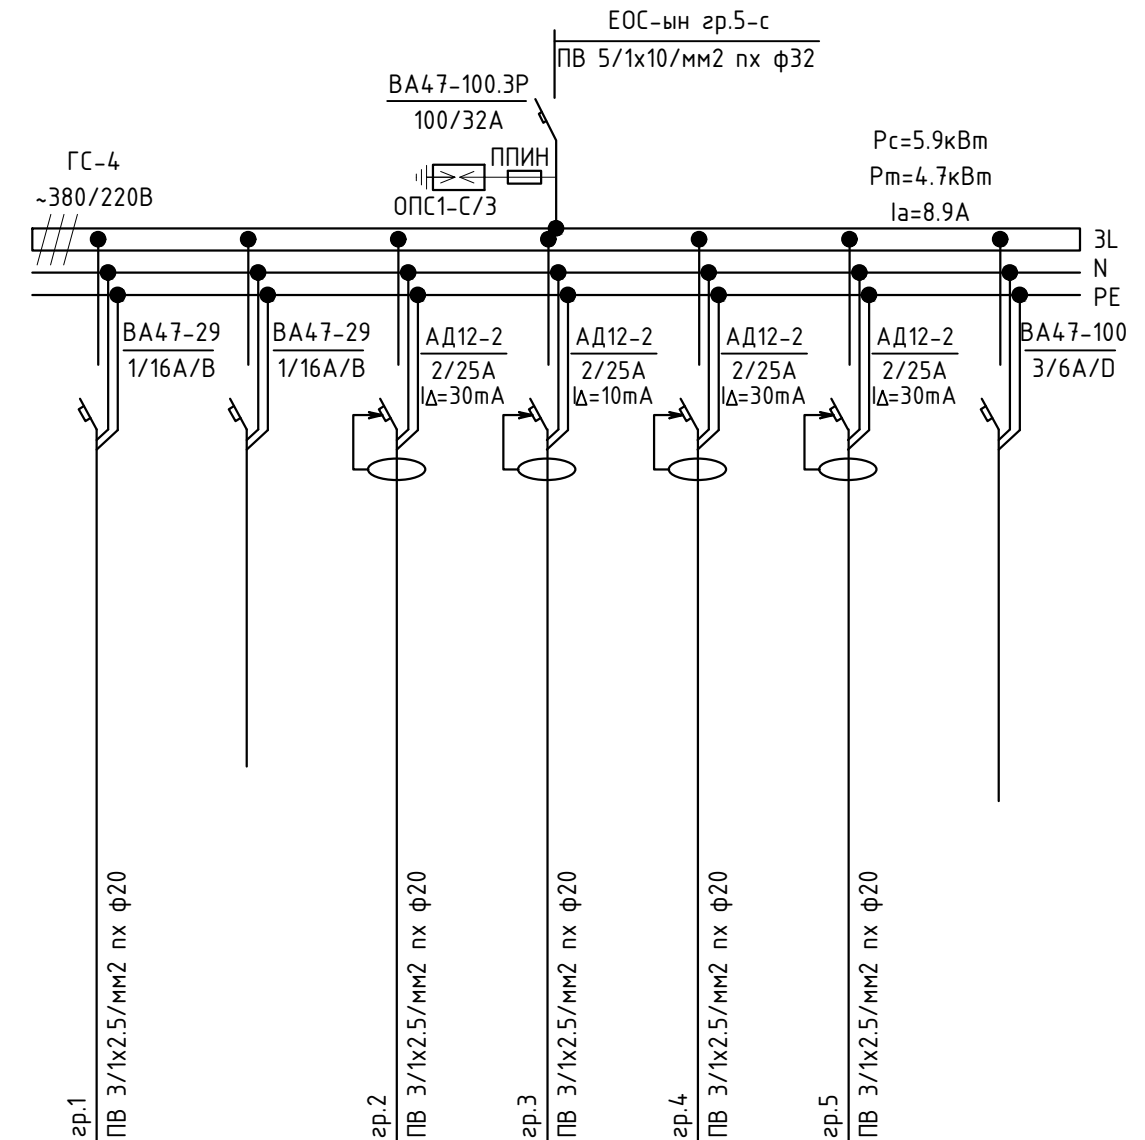 ЕОС-ын гр.5-с
ПВ 5/1х10/мм2 пх ф32
ВА47-100.3Р
100/32А
ППИН
ОПС1-С/3
ГС-4
~380/220В
Рс=5.9кВт
Рт=4.7кВт
Iа=8.9А
3L
N
PE
ВА47-29
1/16А/В
ВА47-29
1/16А/В
АД12-2
2/25А
IΔ=30mA
АД12-2
2/25А
IΔ=10mA
АД12-2
2/25А
IΔ=30mA
АД12-2
2/25А
IΔ=30mA
ВА47-100
3/6А/D
гр.1
ПВ 3/1х2.5/мм2 пх ф20
гр.2
ПВ 3/1х2.5/мм2 пх ф20
гр.3
ПВ 3/1х2.5/мм2 пх ф20
гр.4
ПВ 3/1х2.5/мм2 пх ф20
гр.5
ПВ 3/1х2.5/мм2 пх ф20